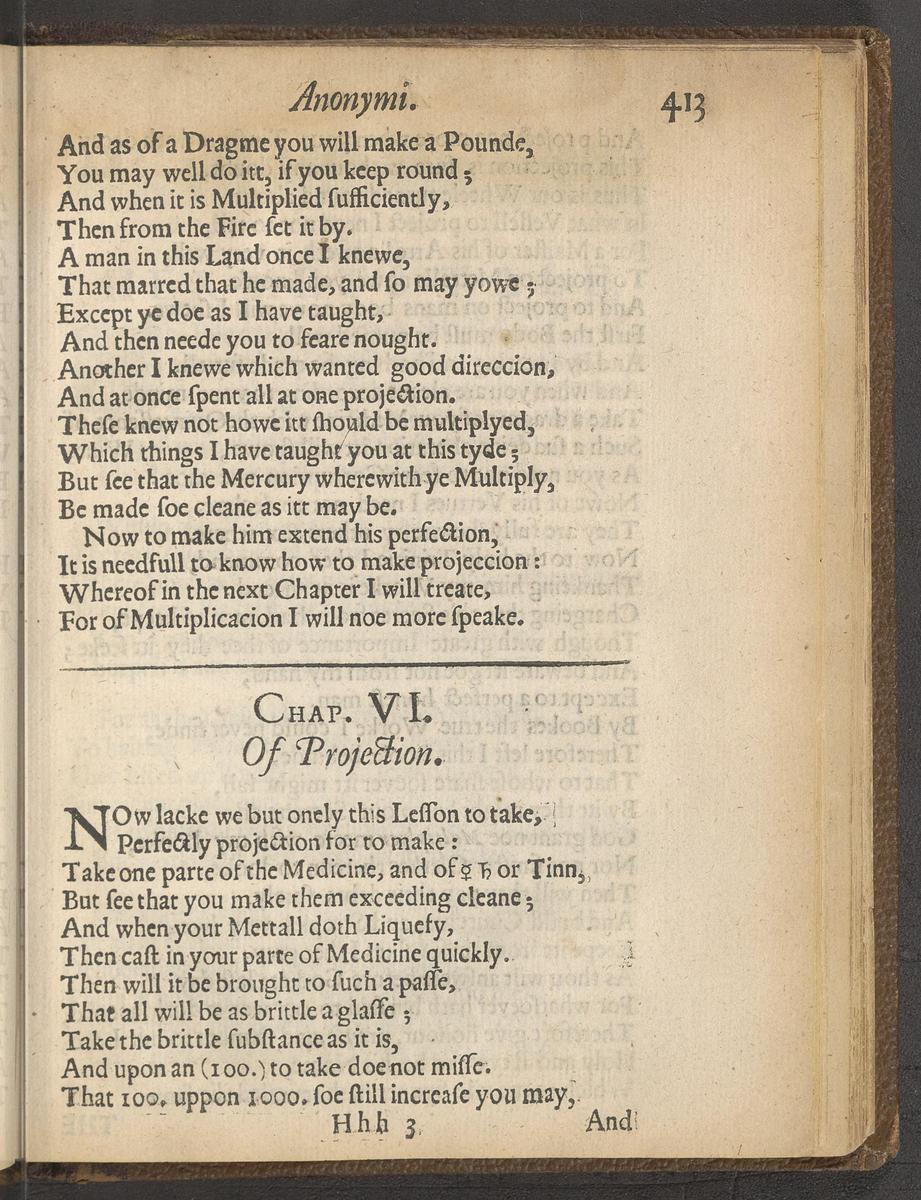 Anonymi. 413
And as of a Dragme you will make a Pounde,
You may well do itt, if you keep round;
And when it is Multiplied ſufficiently,
Then from the Fire ſet it by.
A man in this Land once I knewe,
That marred that he made, and ſo may yowe;
Except ye doe as I have taught,
And then neede you to feare nought.
Another I knewe which wanted good direccion,
And at once ſpent all at one projection.
Theſe knew not howe itt ſhould be multiplyed,
Which things I have taught you at this tyde;
But ſee that the Mercury wherewith ye Multiply,
Be made ſoe cleane as itt may be.
Now to make him extend his perfection,
It is needfull to know how to make projeccion:
Whereof in the next Chapter I will treate,
For of Multiplicacion I will noe more ſpeake.
CHAP. VI.
Of Projection.
NOw lacke we but onely this Leſſon to take,
Perfectly projection for to make:
Take one parte of the Medicine, and of ☿ ♄ or Tinn,
But ſee that you make them exceeding cleane;
And when your Mettall doth Liquefy,
Then caſt in your parte of Medicine quickly.
Then will it be brought to ſuch a paſſe,
That all will be as brittle a glaſſe;
Take the brittle ſubſtance as it is,
And upon an (100.) to take doe not miſſe.
That 100. uppon 1000. ſoe ſtill increaſe you may,
Hhh 3 And